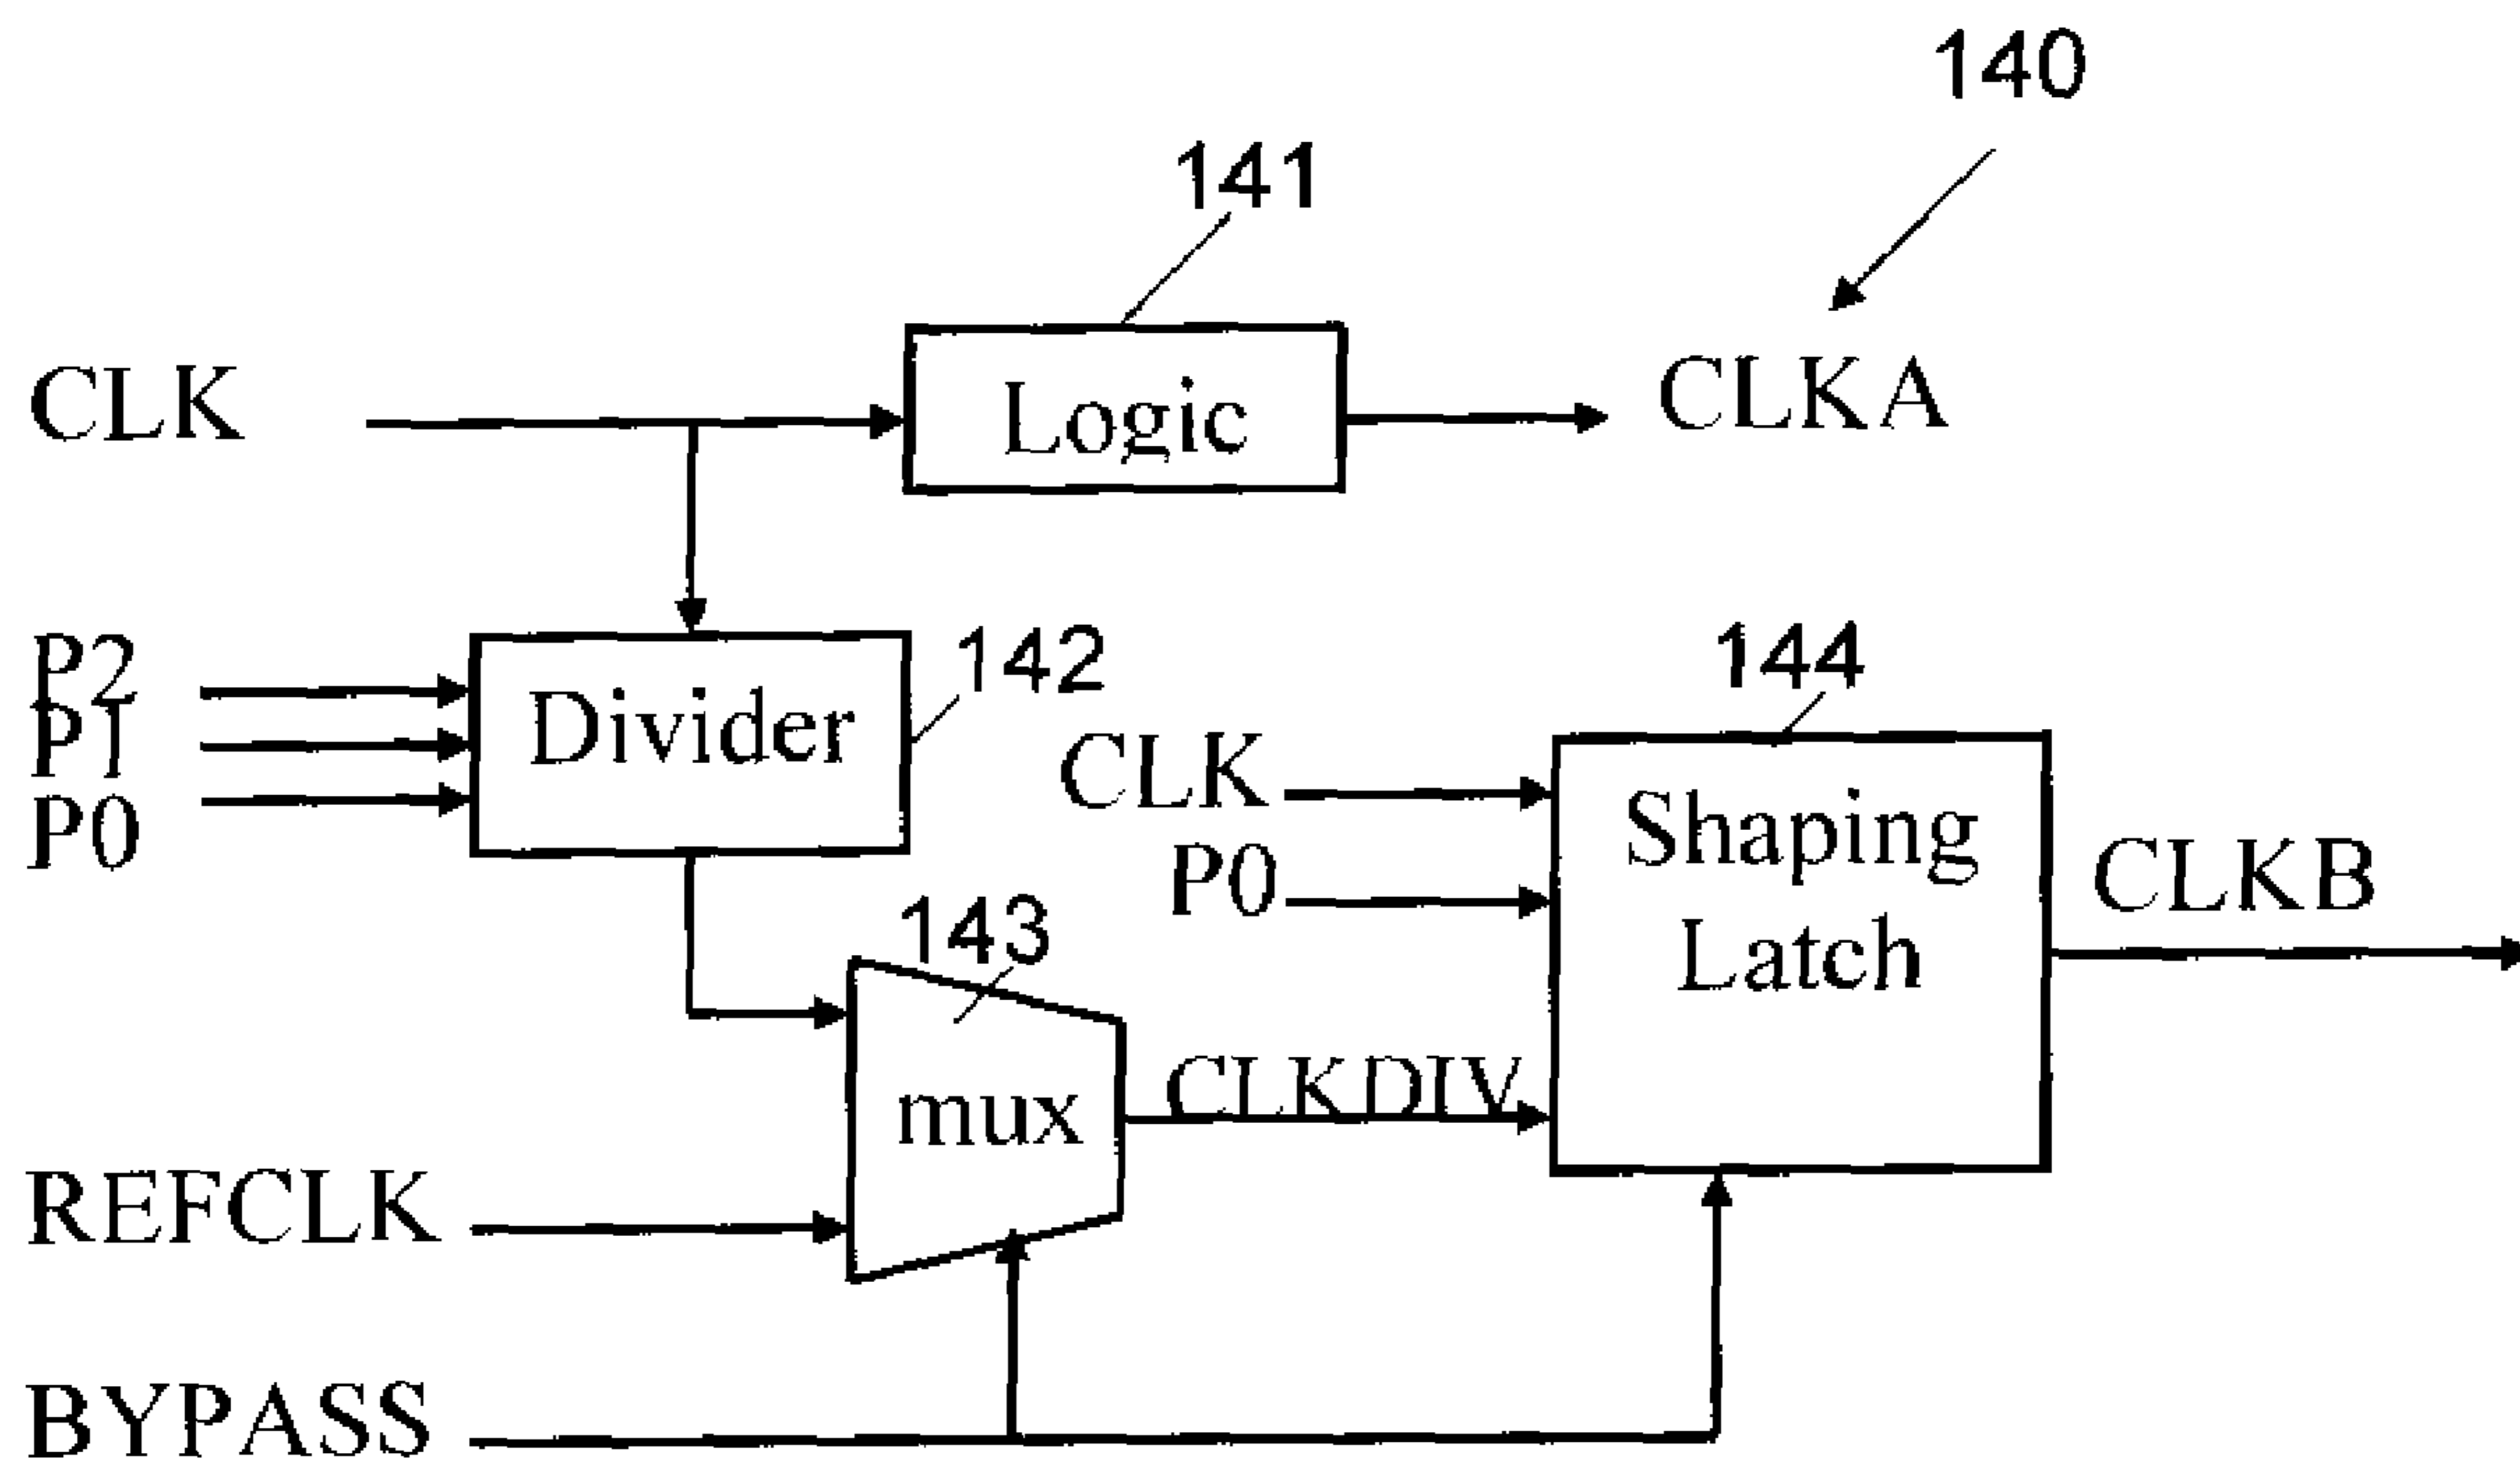 140
141
CLK
Logic
CLKA
P2
P1
P0
Divider
142
144
CLK
P0
Shaping
Latch
CLKB
143
mux
CLKDIV
REFCLK
BYPASS